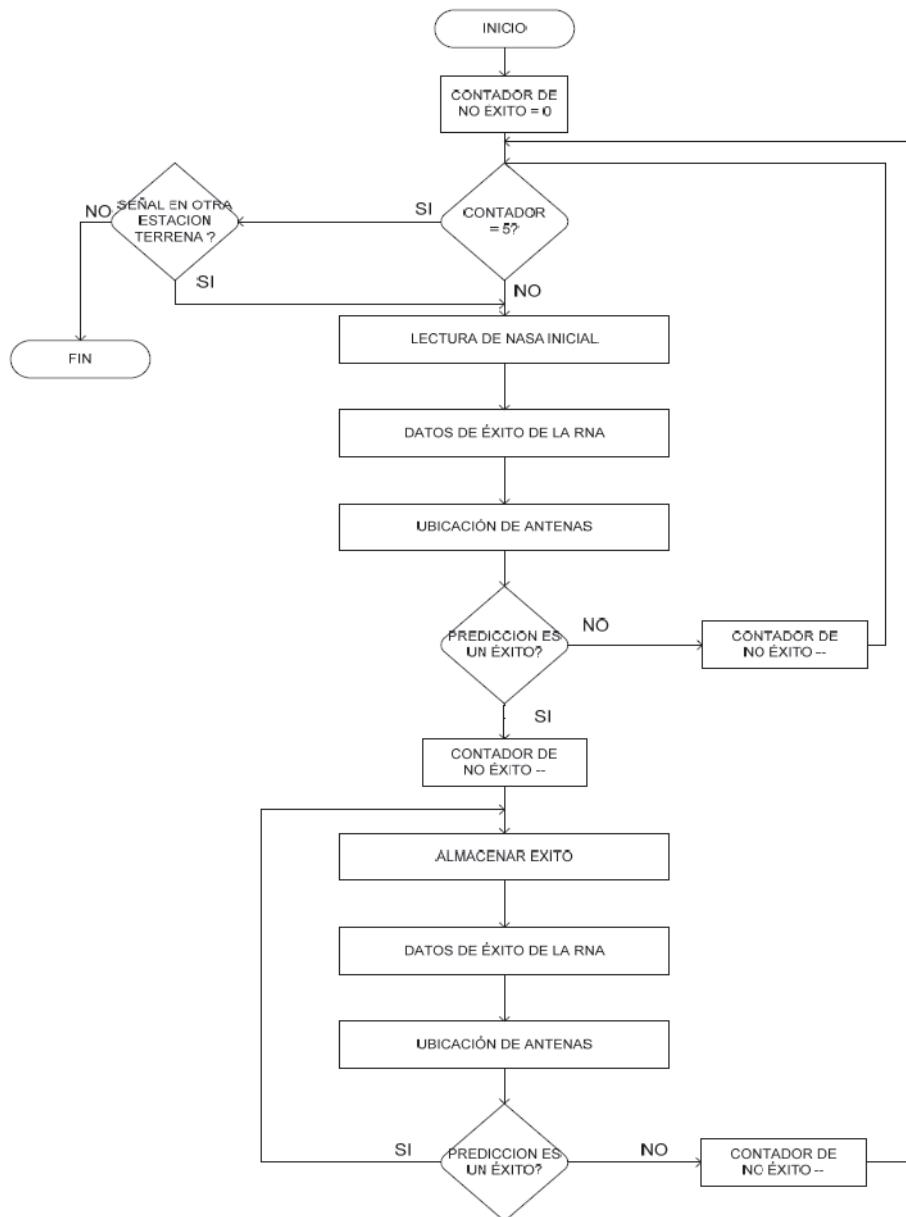 INICIO
CONTADOR DE
NO ÉXITO = 0
CONTADOR
= 5?
SI
NO
SEÑAL EN OTRA
ESTACION
TERRENA ?
NO
SI
FIN
LECTURA DE NASA INICIAL
DATOS DE ÉXITO DE LA RNA
UBICACIÓN DE ANTENAS
PREDICCION ES
UN ÉXITO?
NO
CONTADOR DE
NO ÉXITO --
SI
CONTADOR DE
NO ÉXITO --
ALMACENAR EXITO
DATOS DE ÉXITO DE LA RNA
UBICACIÓN DE ANTENAS
SI
PREDICCION ES
UN ÉXITO?
NO
CONTADOR DE
NO ÉXITO --